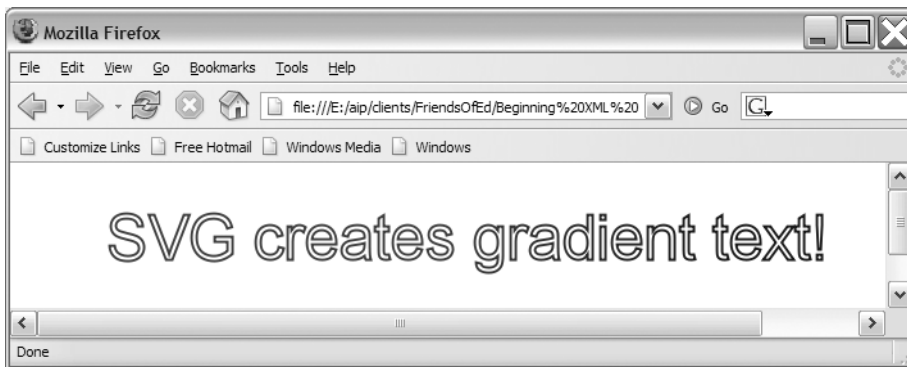 Mozilla Firefox
File Edit View Go Bookmarks Tools Help
file:///E:/aip/clients/FriendsOfEd/Beginning%20XML%20 Go G
Customize Links Free Hotmail Windows Media Windows
SVG creates gradient text!
Done